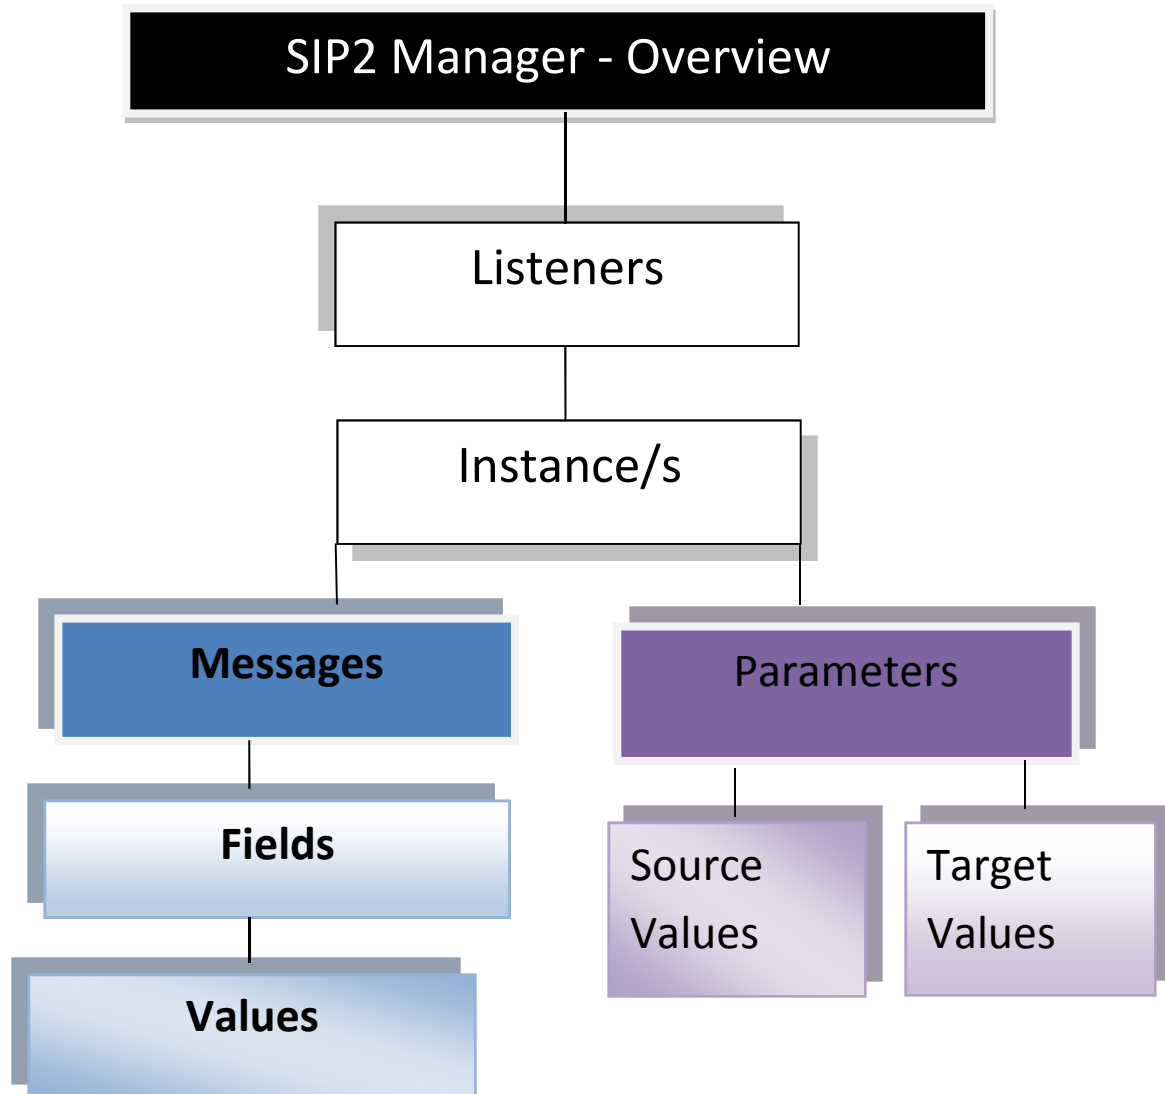 SIP2 Manager - Overview
Listeners
Instance/s
Messages
Parameters
Fields
Source
Values
Target
Values
Values